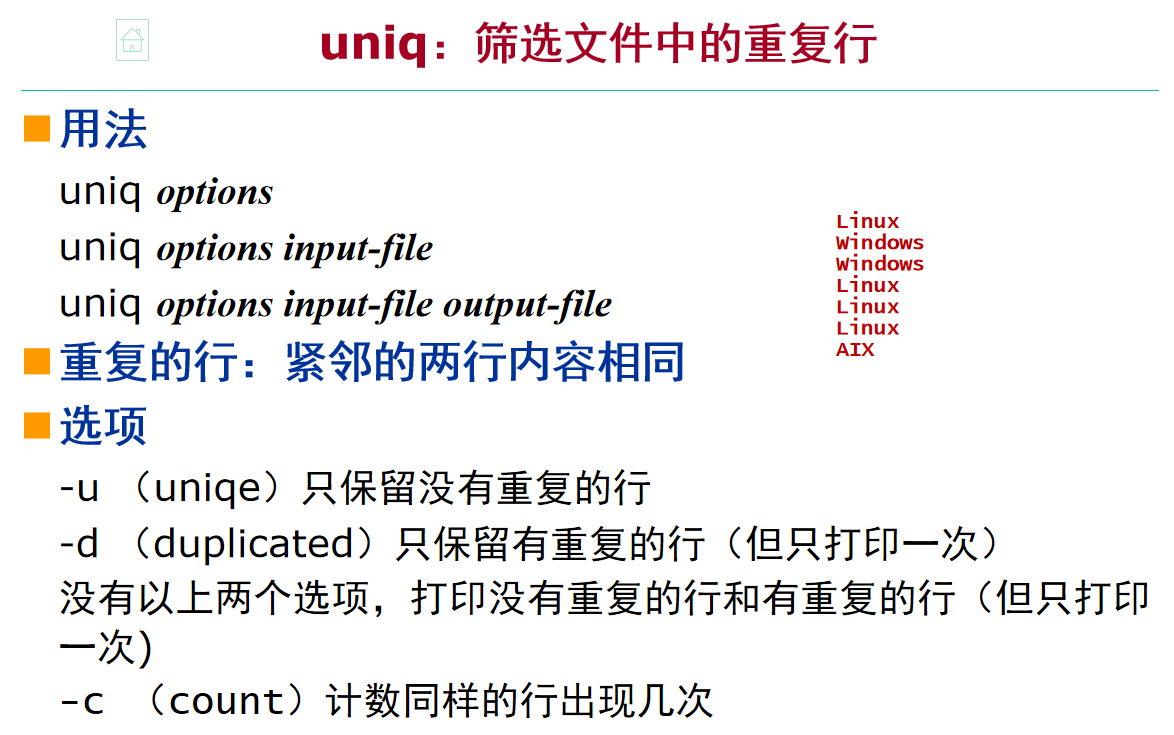 uniq：筛选文件中的重复行
用法
uniq options
uniq options input-file
uniq options input-file output-file
Linux
Windows
Windows
Linux
Linux
Linux
AIX
重复的行：紧邻的两行内容相同
选项
-u （uniqe）只保留没有重复的行
-d （duplicated）只保留有重复的行（但只打印一次）
没有以上两个选项，打印没有重复的行和有重复的行（但只打印
一次)
-c （count）计数同样的行出现几次